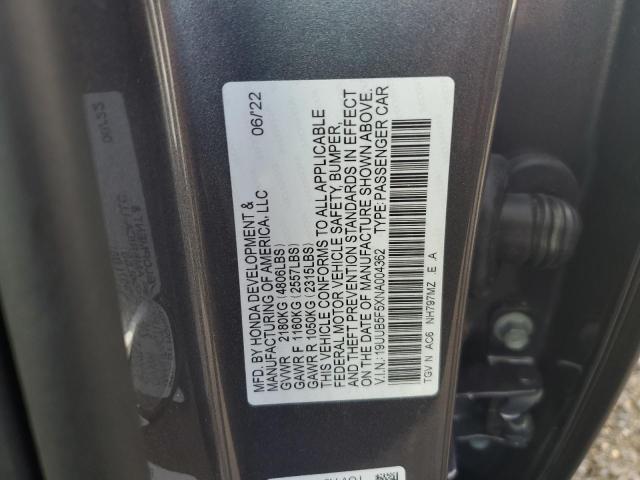 MFD. BY HONDA DEVELOPMENT & 06/22
MANUFACTURING OF AMERICA, LLC
GVWR 2180KG (4806LBS)
GAWR F 1160KG (2557LBS)
GAWR R 1050KG (2315LBS)
THIS VEHICLE CONFORMS TO ALL APPLICABLE
FEDERAL MOTOR VEHICLE SAFETY, BUMPER,
AND THEFT PREVENTION STANDARDS IN EFFECT
ON THE DATE OF MANUFACTURE SHOWN ABOVE.
V.I.N.: 19UUB5F5XNA004362 TYPE: PASSENGER CAR
TGV N AC6 NH797MZ E A